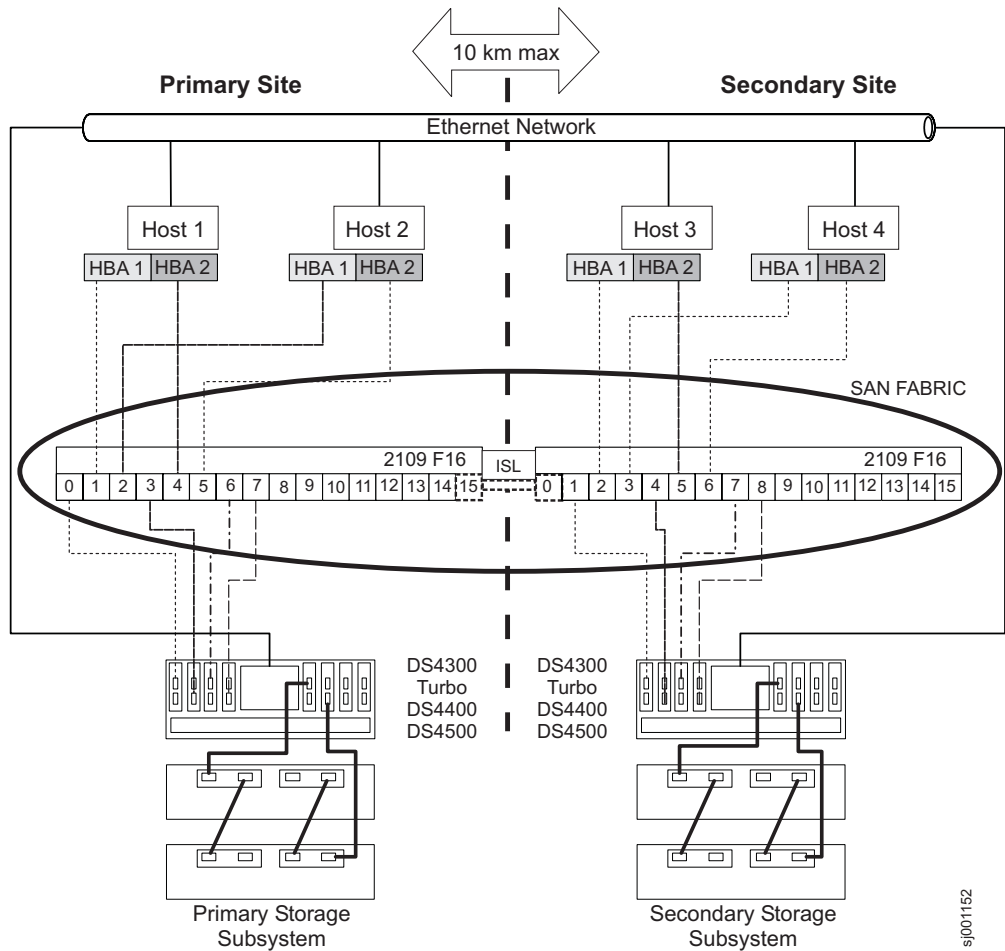 10 km max
Primary Site
Secondary Site
Ethernet Network
Host 1
Host 2
Host 3
Host 4
HBA 1 HBA 2
HBA 1 HBA 2
HBA 1 HBA 2
HBA 1 HBA 2
SAN FABRIC
2109 F16
ISL
2109 F16
0 1 2 3 4 5 6 7 8 9 10 11 12 13 14 15
0 1 2 3 4 5 6 7 8 9 10 11 12 13 14 15
DS4300
Turbo
DS4400
DS4500
DS4300
Turbo
DS4400
DS4500
Primary Storage
Subsystem
Secondary Storage
Subsystem
sj001152